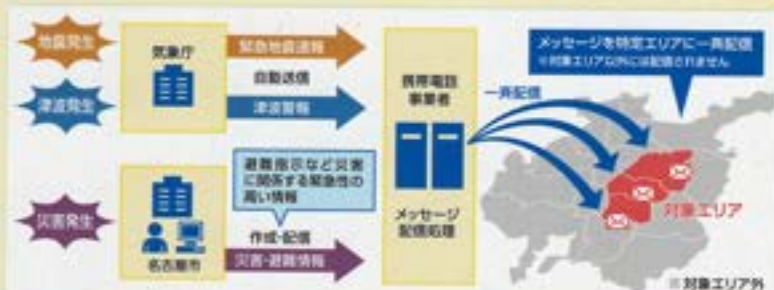 地震発生
気象庁
緊急地震速報
自動送信
津波発生
津波警報
携帯電話
事業者
メッセージ
配信処理
一斉配信
メッセージを特定エリアに一斉配信
※対象エリア以外には配信されません
対象エリア
■対象エリア外
災害発生
名古屋市
避難指示など災害
に関係する緊急性の
高い情報
作成・配信
災害・避難情報